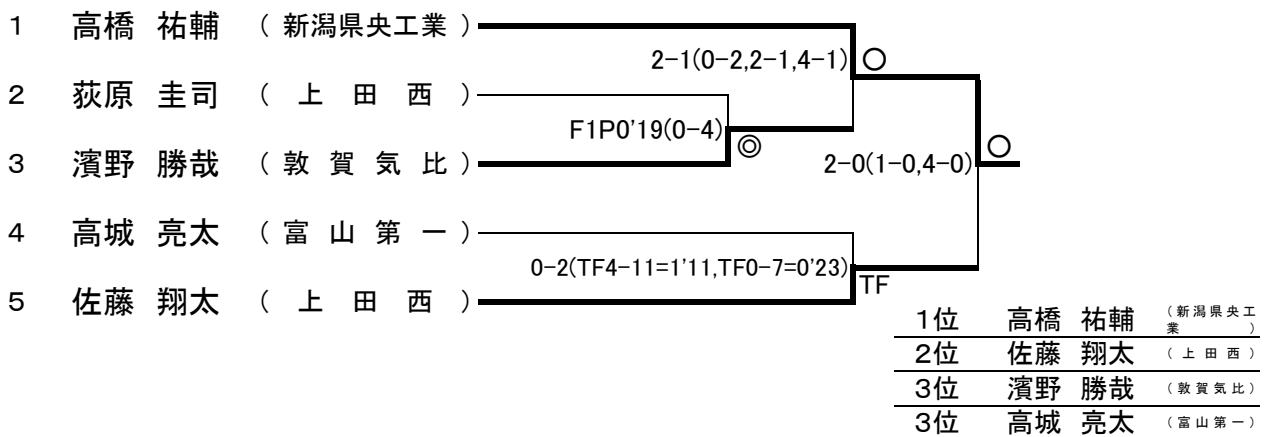 1 高橋 祐輔 (新潟県央工業)
2-1(0-2,2-1,4-1) ○
2 荻原 圭司 (上田西)
F1P0'19(0-4) ◎
3 濱野 勝哉 (敦賀気比)
2-0(1-0,4-0) ○
4 高城 亮太 (富山第一)
0-2(TF4-11=1'11,TF0-7=0'23) TF
5 佐藤 翔太 (上田西)
1位 高橋 祐輔 (新潟県央工業)
2位 佐藤 翔太 (上田西)
3位 濱野 勝哉 (敦賀気比)
3位 高城 亮太 (富山第一)